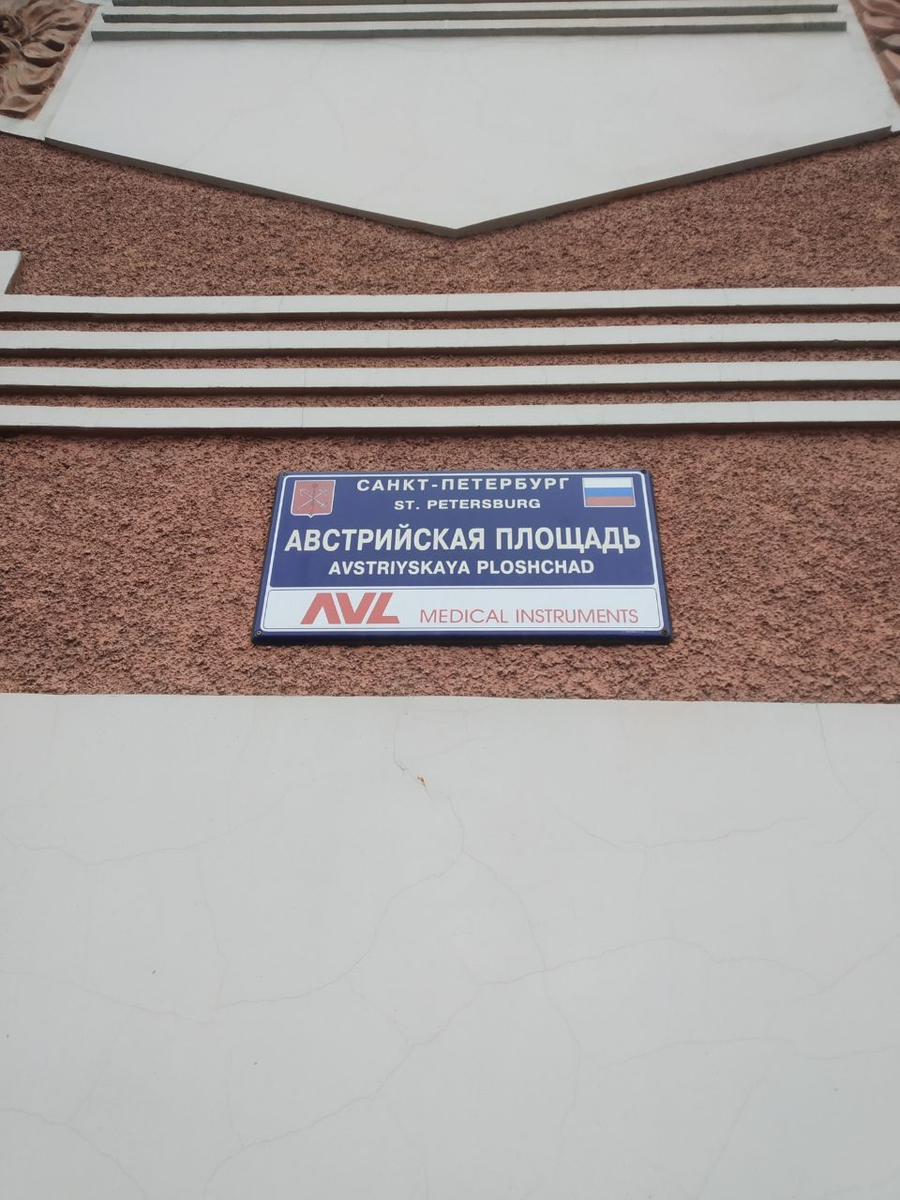 САНКТ-ПЕТЕРБУРГ
ST. PETERSBURG
АВСТРИЙСКАЯ ПЛОЩАДЬ
AVSTRIYSKAYA PLOSHCHAD
AVL MEDICAL INSTRUMENTS